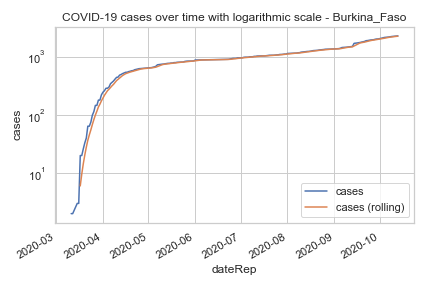 COVID-19 cases over time with logarithmic scale - Burkina_Faso
10³
10²
10¹
cases
cases
cases (rolling)
2020-03
2020-04
2020-05
2020-06
2020-07
2020-08
2020-09
2020-10
dateRep